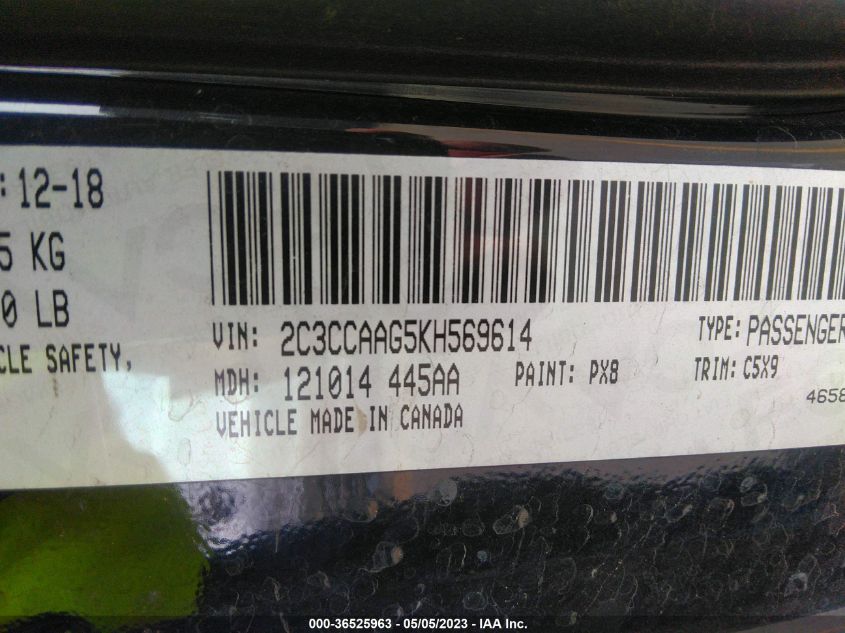 :12-18
5 KG
0 LB
CLE SAFETY,
VIN: 2C3CCAAG5KH569614
TYPE: PASSENGER
MDH: 121014 445AA
PAINT: PX8
TRIM: C5X9
VEHICLE MADE IN CANADA
4658
000-36525963 - 05/05/2023 - IAA Inc.